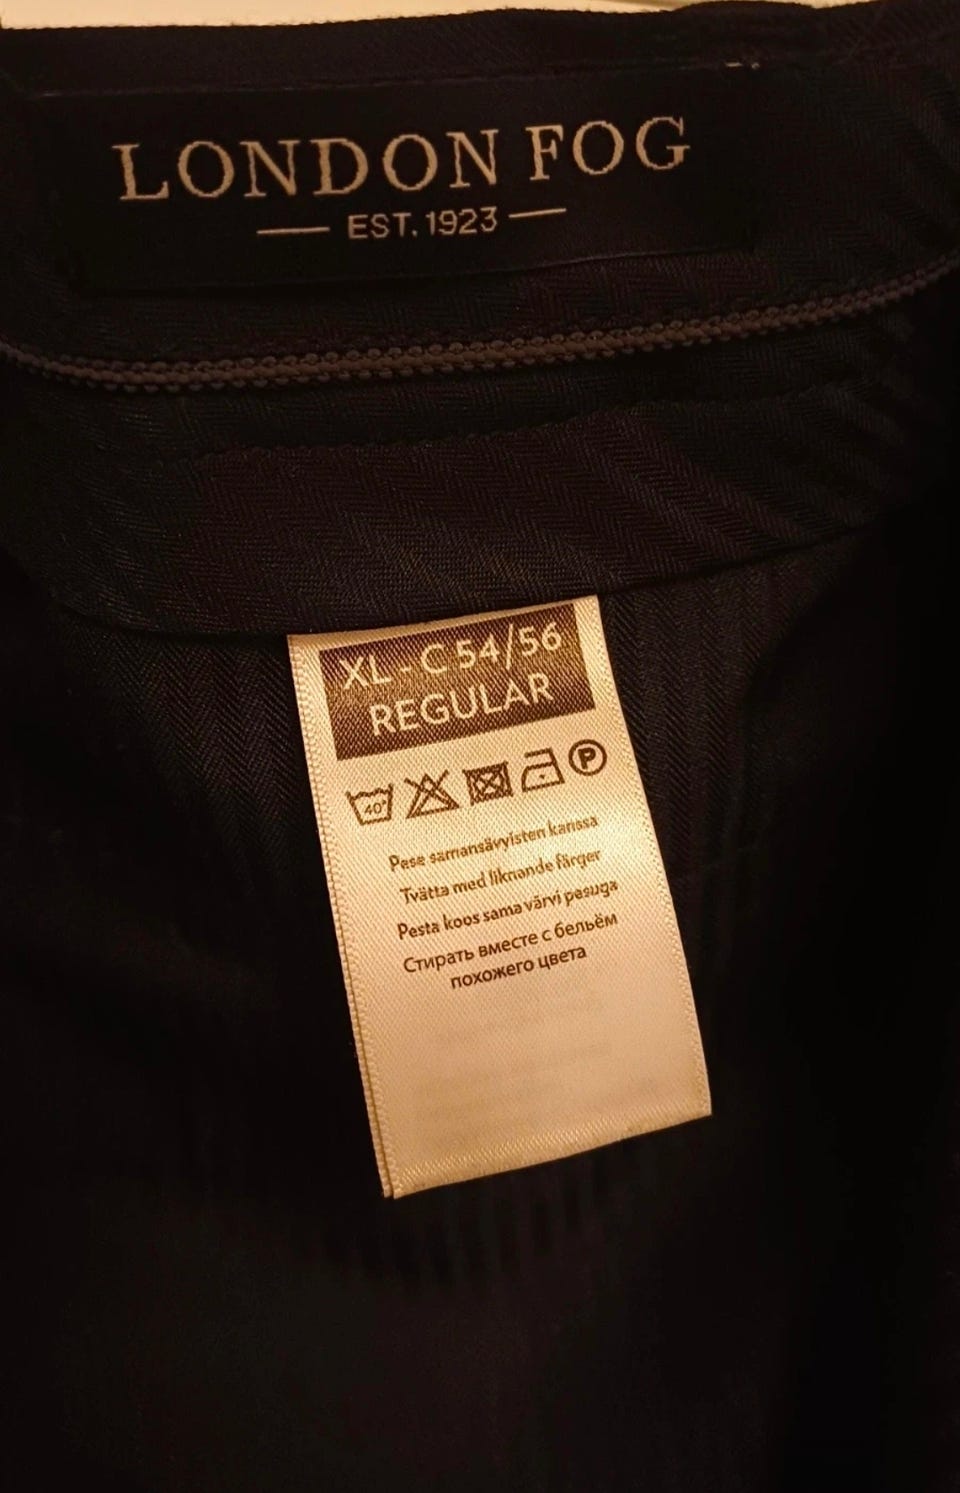 LONDON FOG
EST. 1923
XL - C 54/56
REGULAR
40°
P
Pese samansävyisten kanssa
Tvätta med liknande färger
Pesta koos sama värvi pesuga
Стирать вместе с бельём
похожего цвета